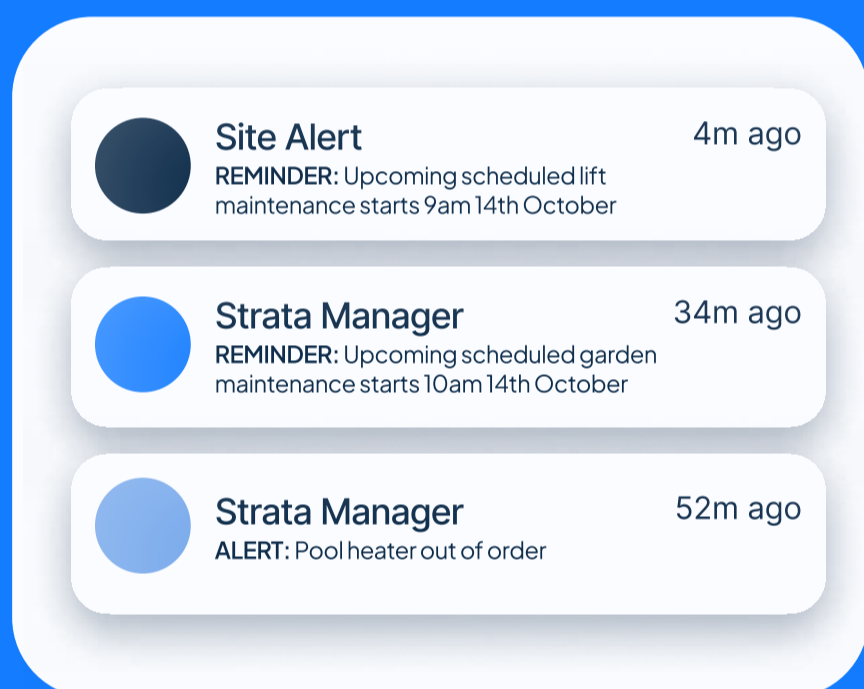 Site Alert
4m ago
REMINDER: Upcoming scheduled lift
maintenance starts 9am 14th October
Strata Manager
34m ago
REMINDER: Upcoming scheduled garden
maintenance starts 10am 14th October
Strata Manager
52m ago
ALERT: Pool heater out of order